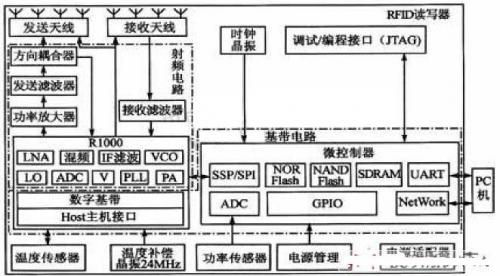 RFID读写器
发送天线
接收天线
时钟
晶振
调试/编程接口（JTAG）
方向耦合器
射频电路
发送滤波器
功率放大器
接收滤波器
R1000
LNA 混频 IF滤波 VCO
LO ADC V PLL PA
数字基带
Host主机接口
基带电路
微控制器
SSP/SPI
NOR
Flash
NAND
Flash
SDRAM
UART
ADC
GPIO
NetWork
PC
机
温度传感器
温度补偿
晶振24MHz
功率传感器
电源管理
电源适配器